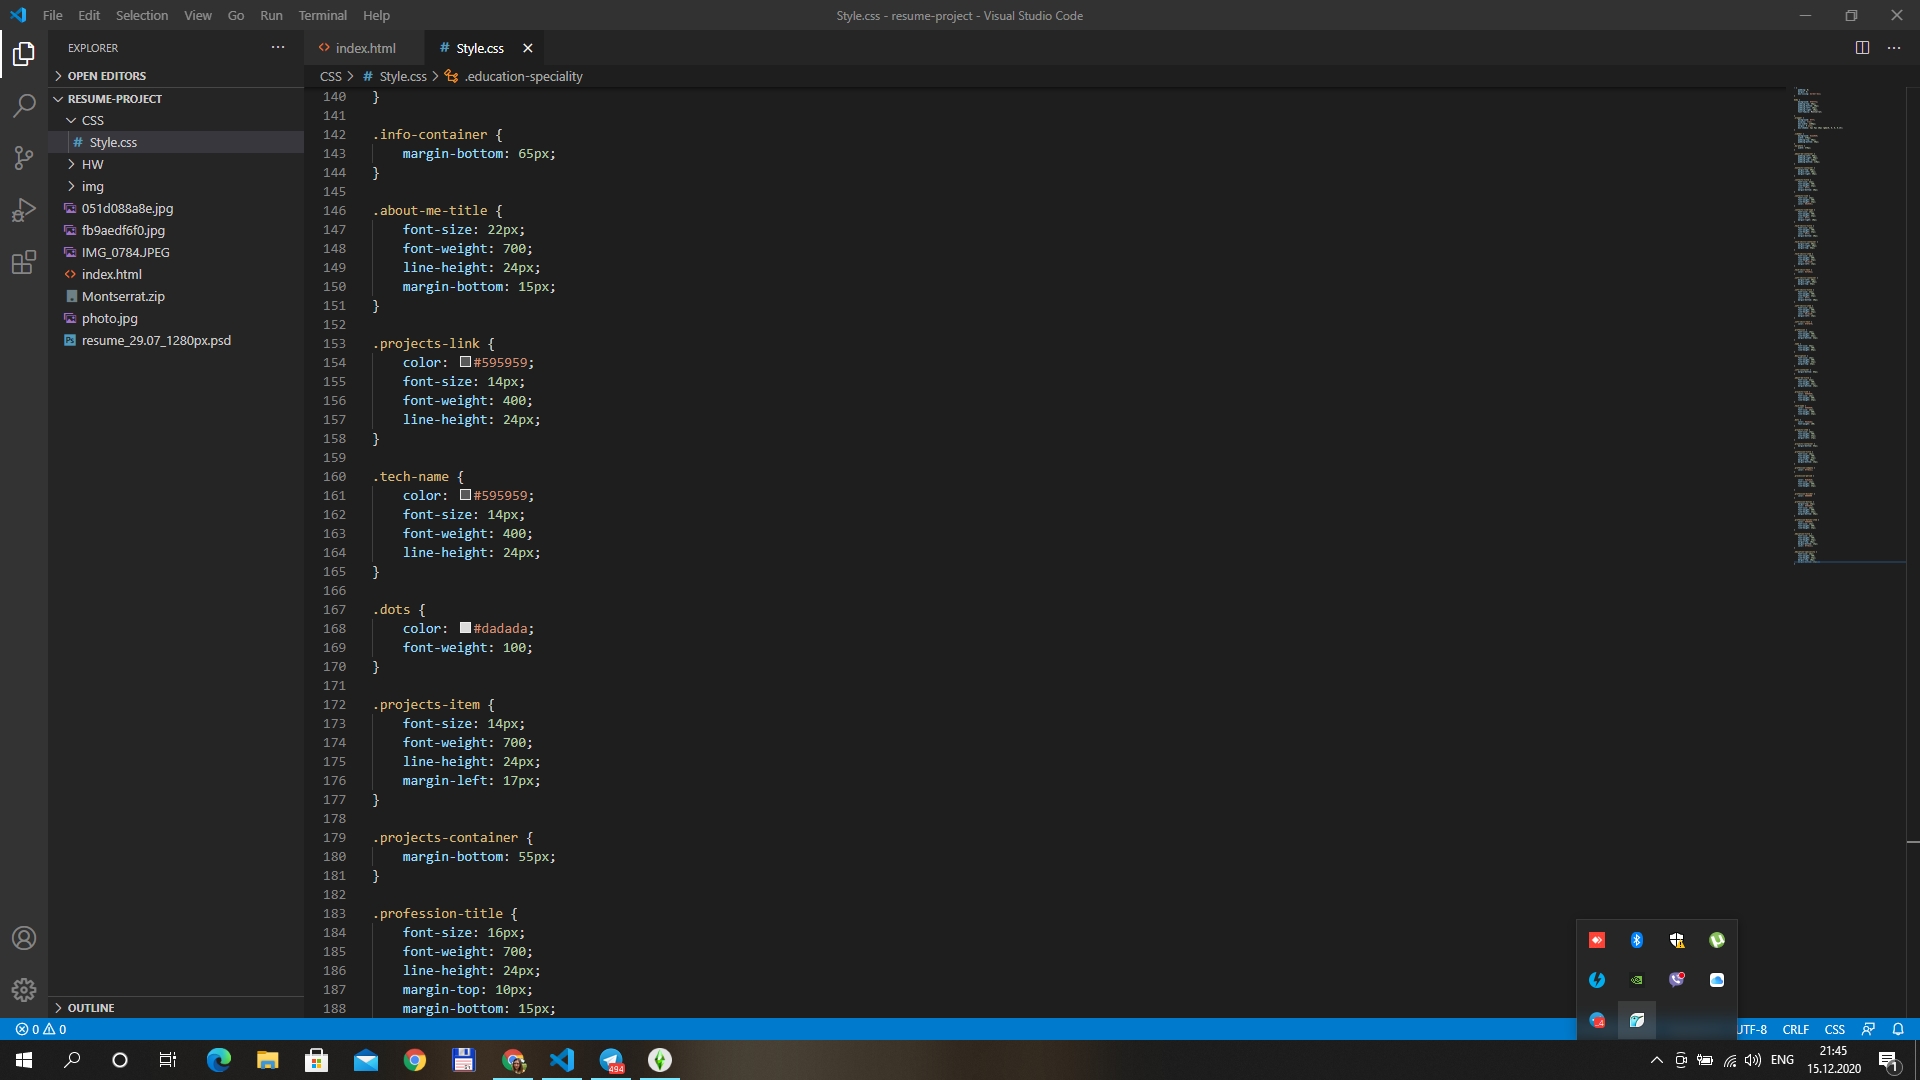 File Edit Selection View Go Run Terminal Help
Style.css - resume-project - Visual Studio Code
EXPLORER
index.html
# Style.css
OPEN EDITORS
RESUME-PROJECT
CSS
# Style.css
HW
img
051d088a8e.jpg
fb9aedf6f0.jpg
IMG_0784.JPEG
index.html
Montserrat.zip
photo.jpg
Ps resume_29.07_1280px.psd
OUTLINE
CSS > # Style.css > .education-speciality
140 }
141
142 .info-container {
143 margin-bottom: 65px;
144 }
145
146 .about-me-title {
147 font-size: 22px;
148 font-weight: 700;
149 line-height: 24px;
150 margin-bottom: 15px;
151 }
152
153 .projects-link {
154 color: #595959;
155 font-size: 14px;
156 font-weight: 400;
157 line-height: 24px;
158 }
159
160 .tech-name {
161 color: #595959;
162 font-size: 14px;
163 font-weight: 400;
164 line-height: 24px;
165 }
166
167 .dots {
168 color: #dadada;
169 font-weight: 100;
170 }
171
172 .projects-item {
173 font-size: 14px;
174 font-weight: 700;
175 line-height: 24px;
176 margin-left: 17px;
177 }
178
179 .projects-container {
180 margin-bottom: 55px;
181 }
182
183 .profession-title {
184 font-size: 16px;
185 font-weight: 700;
186 line-height: 24px;
187 margin-top: 10px;
188 margin-bottom: 15px;
0 0
UTF-8 CRLF CSS
494
ENG
21:45
15.12.2020
1